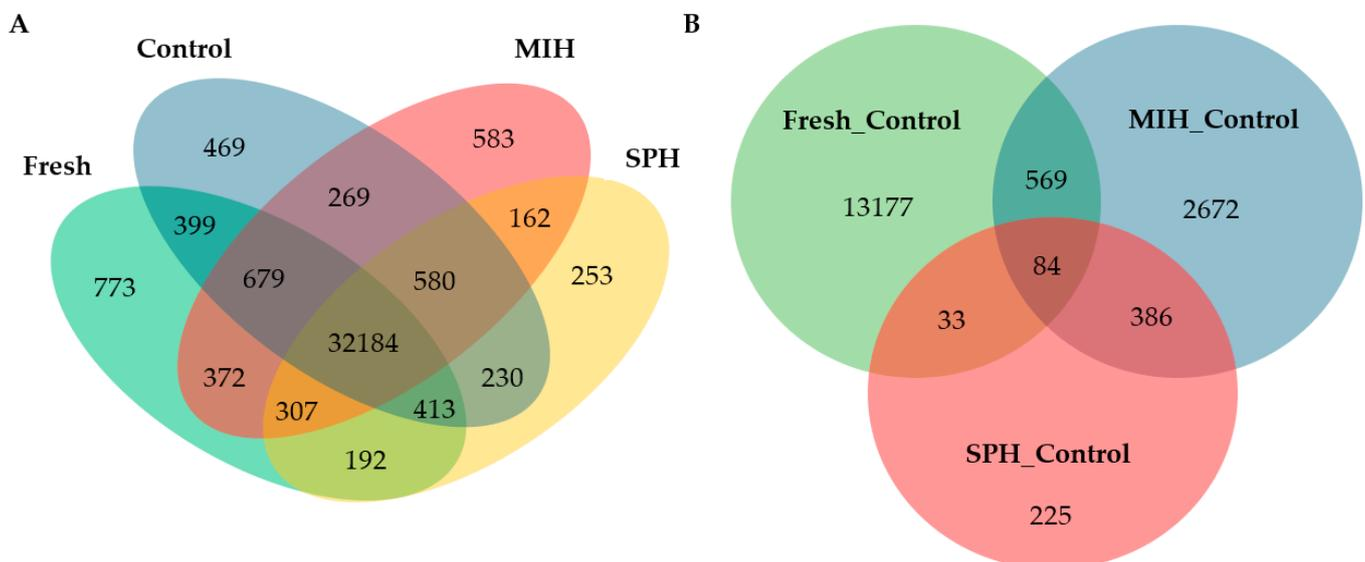 A
Control
MIH
Fresh
SPH
469
583
269
399
162
773
679
580
253
32184
372
230
307
413
192
B
Fresh_Control
MIH_Control
569
13177
2672
84
33
386
SPH_Control
225